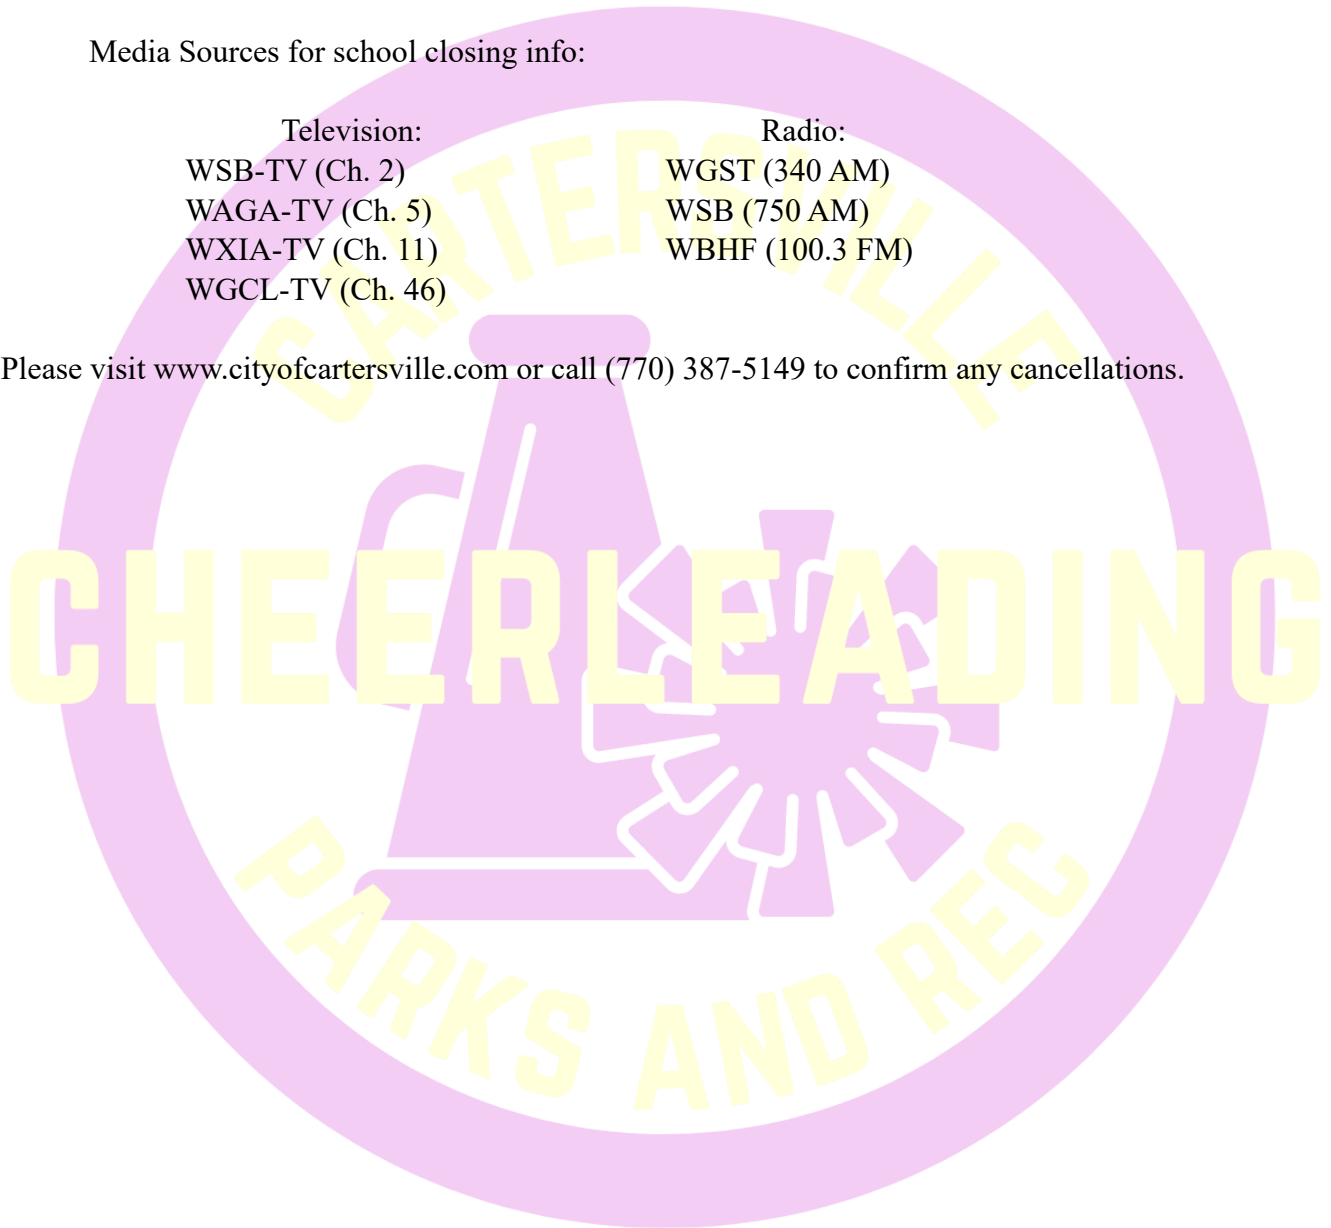 Media Sources for school closing info:
Television:
Radio:
WSB-TV (Ch. 2)
WGST (340 AM)
WAGA-TV (Ch. 5)
WSB (750 AM)
WXIA-TV (Ch. 11)
WBHF (100.3 FM)
WGCL-TV (Ch. 46)
Please visit www.cityofcartersville.com or call (770) 387-5149 to confirm any cancellations.
CARTERSVILLE
CHEERLEADING
PARKS AND REC